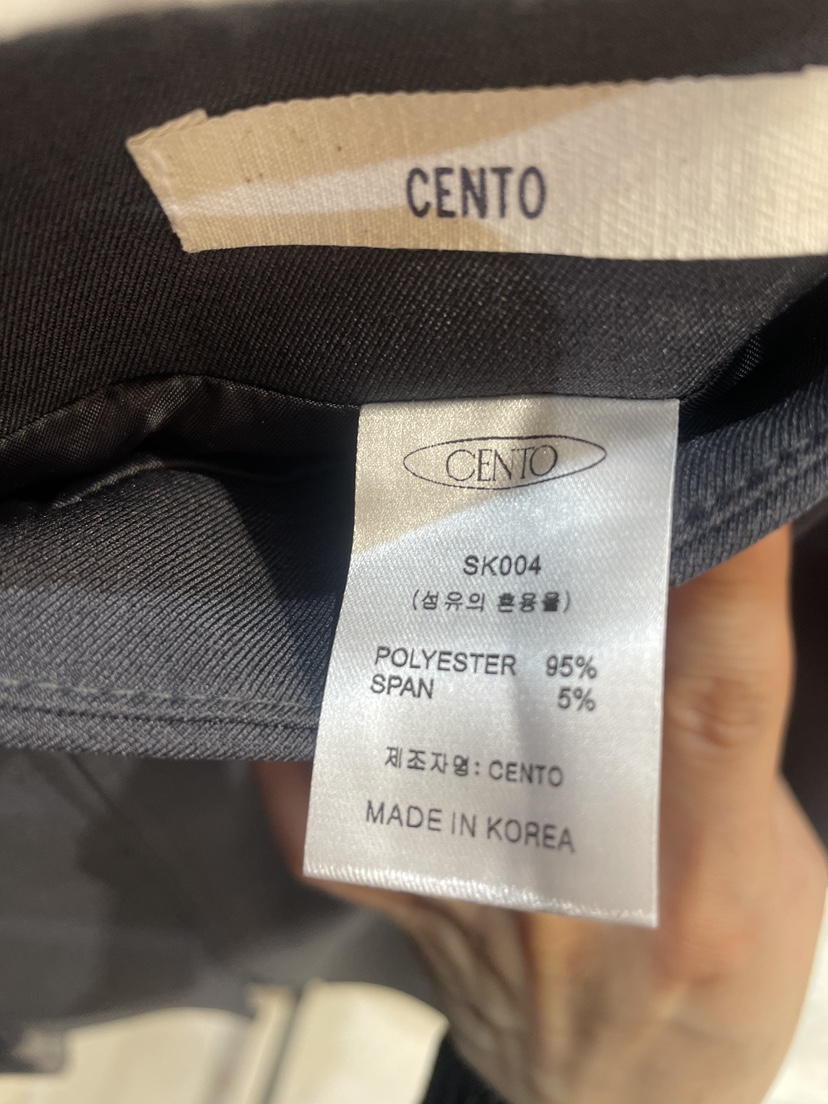 CENTO
CENTO
SK004
(섬유의 혼용율)
POLYESTER 95%
SPAN 5%
제조자명: CENTO
MADE IN KOREA